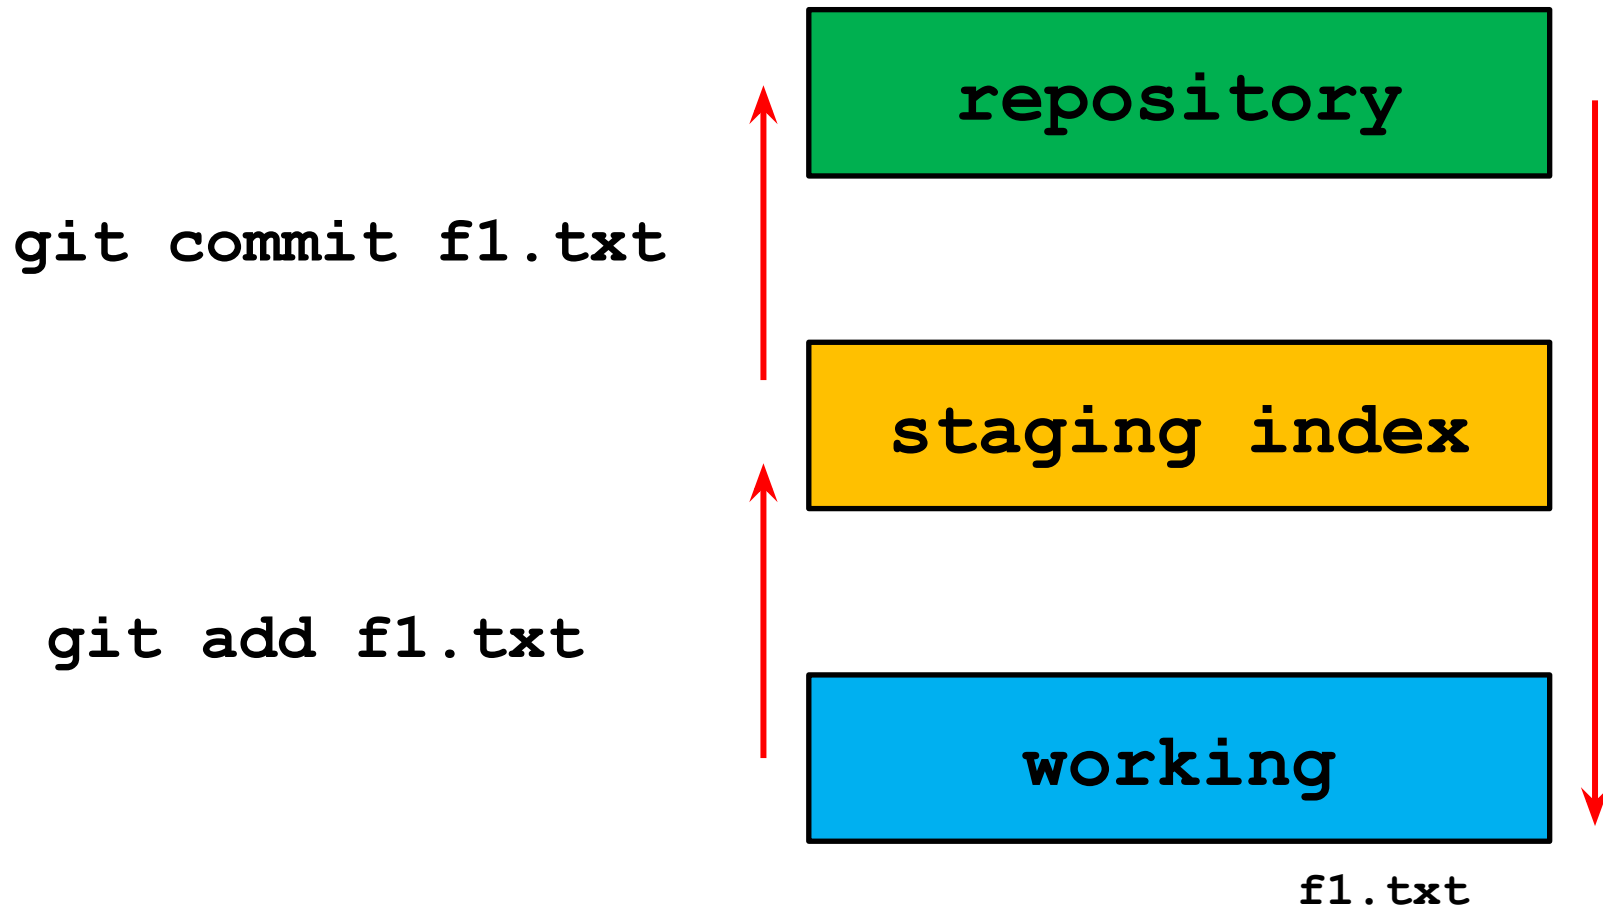 repository
git commit f1.txt
staging index
git add f1.txt
working
f1.txt